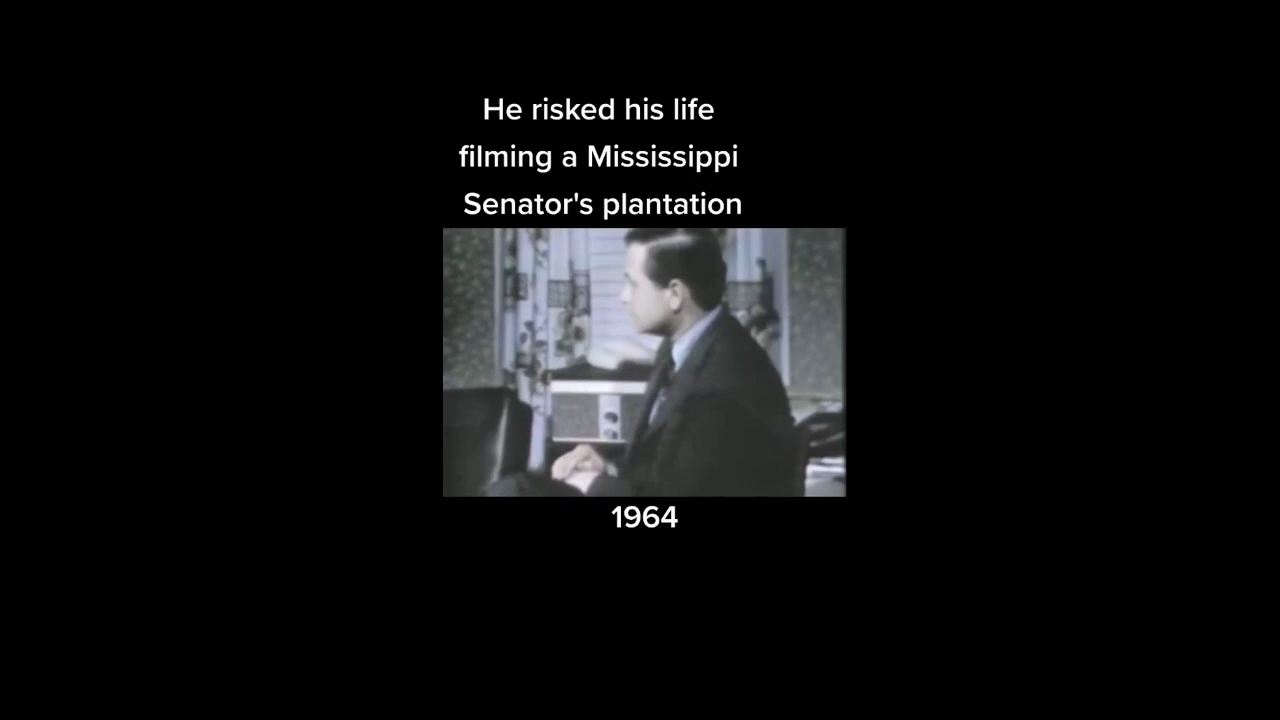 He risked his life
filming a Mississippi
Senator's plantation
1964